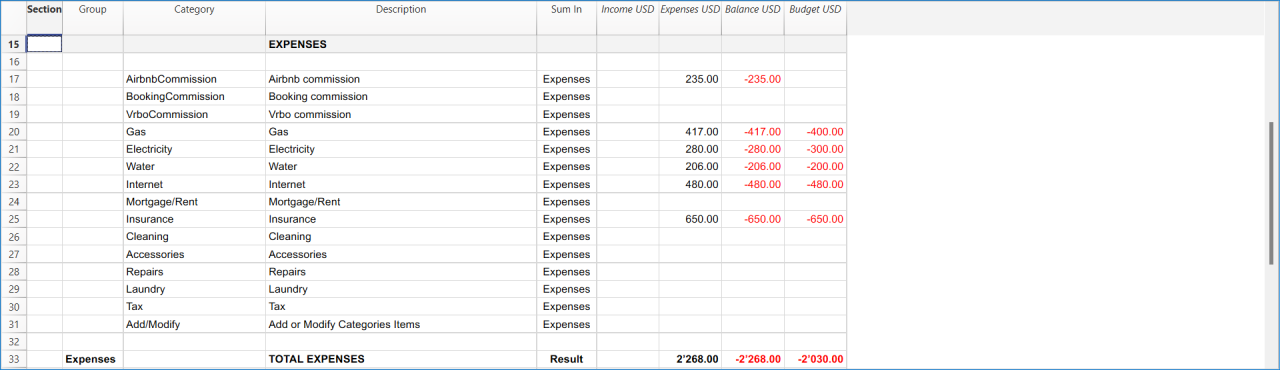 Section Group Category Description Sum In Income USD Expenses USD Balance USD Budget USD
15 EXPENSES
16
17 AirbnbCommission Airbnb commission Expenses 235.00 -235.00
18 BookingCommission Booking commission Expenses
19 VrboCommission Vrbo commission Expenses
20 Gas Gas Expenses 417.00 -417.00 -400.00
21 Electricity Electricity Expenses 280.00 -280.00 -300.00
22 Water Water Expenses 206.00 -206.00 -200.00
23 Internet Internet Expenses 480.00 -480.00 -480.00
24 Mortgage/Rent Mortgage/Rent Expenses
25 Insurance Insurance Expenses 650.00 -650.00 -650.00
26 Cleaning Cleaning Expenses
27 Accessories Accessories Expenses
28 Repairs Repairs Expenses
29 Laundry Laundry Expenses
30 Tax Tax Expenses
31 Add/Modify Add or Modify Categories Items Expenses
32
33 Expenses TOTAL EXPENSES Result 2'268.00 -2'268.00 -2'030.00